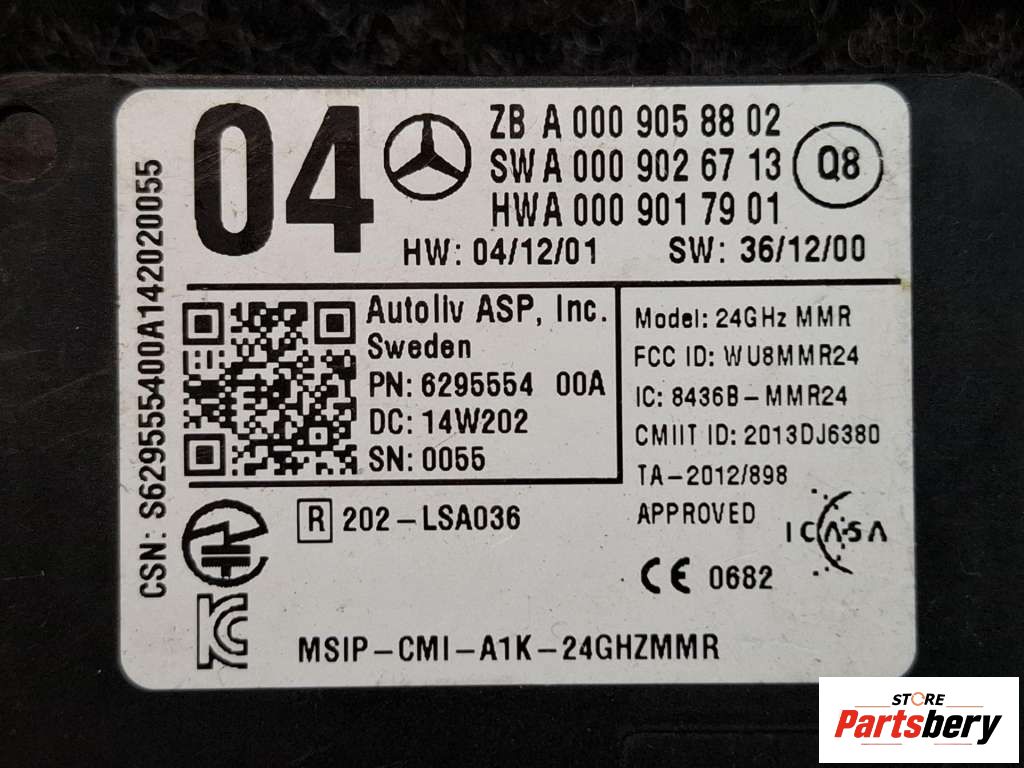 04
ZB A 000 905 88 02
SW A 000 902 67 13
HW A 000 901 79 01
Q8
HW: 04/12/01 SW: 36/12/00
CSN: S629555400A142020055
Autoliv ASP, Inc.
Sweden
PN: 6295554 00A
DC: 14W202
SN: 0055
Model: 24GHz MMR
FCC ID: WU8MMR24
IC: 8436B-MMR24
CMIIT ID: 2013DJ6380
TA-2012/898
APPROVED
ICASA
R 202-LSA036
CE 0682
KC
MSIP-CMI-A1K-24GHZMMR
STORE
Partsbery